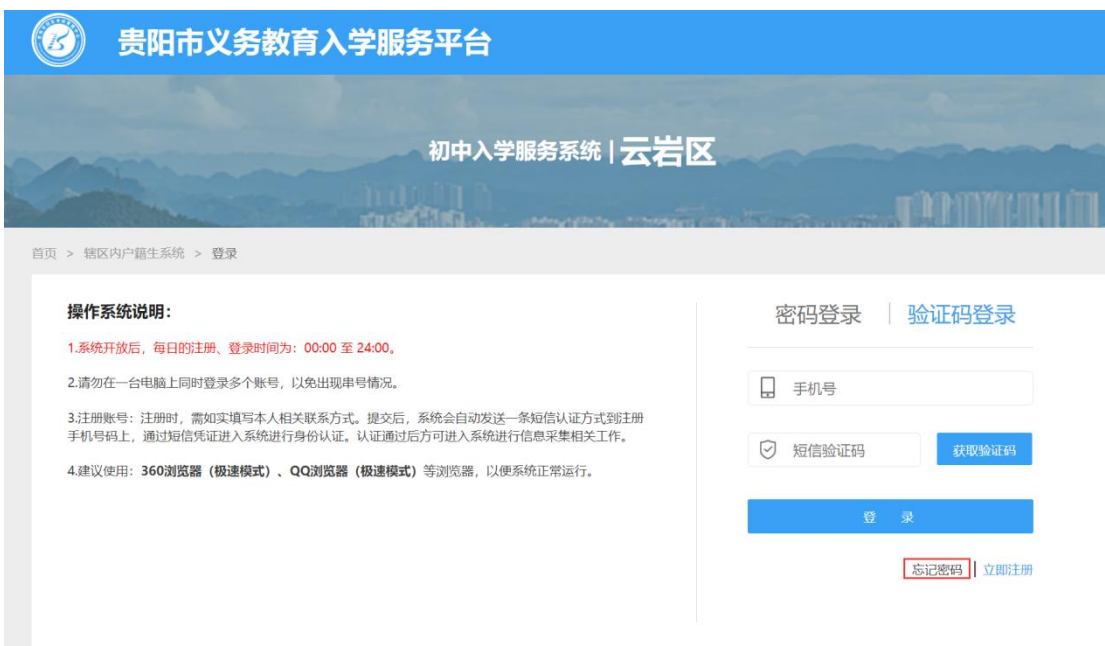 贵阳市义务教育入学服务平台
初中入学服务系统 | 云岩区
首页 > 辖区内户籍生系统 > 登录
操作系统说明：
1.系统开放后，每日的注册、登录时间为：00:00 至 24:00。
2.请勿在一台电脑上同时登录多个账号，以免出现串号情况。
3.注册账号：注册时，需如实填写本人相关联系方式。提交后，系统会自动发送一条短信认证方式到注册
手机号码上，通过短信凭证进入系统进行身份认证。认证通过后方可进入系统进行信息采集相关工作。
4.建议使用：360浏览器（极速模式）、QQ浏览器（极速模式）等浏览器，以便系统正常运行。
密码登录 | 验证码登录
手机号
短信验证码 获取验证码
登 录
忘记密码 | 立即注册